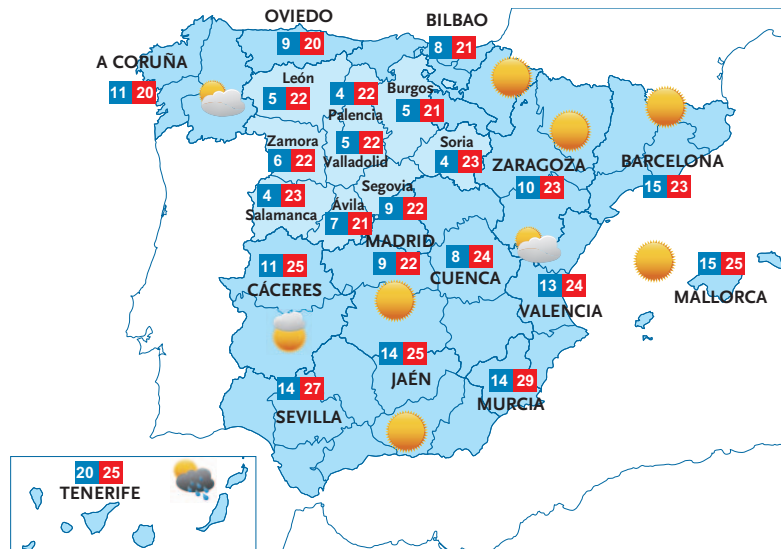 OVIEDO
9 20
BILBAO
8 21
A CORUÑA
11 20
León
5 22
4 22
Palencia
Burgos
5 21
Zamora
6 22
5 22
Valladolid
Soria
4 23
ZARAGOZA
10 23
BARCELONA
15 23
4 23
Salamanca
Ávila
7 21
Segovia
9 22
MADRID
9 22
8 24
CUENCA
11 25
CÁCERES
13 24
VALENCIA
15 25
MALLORCA
14 25
JAÉN
14 29
MURCIA
14 27
SEVILLA
20 25
TENERIFE